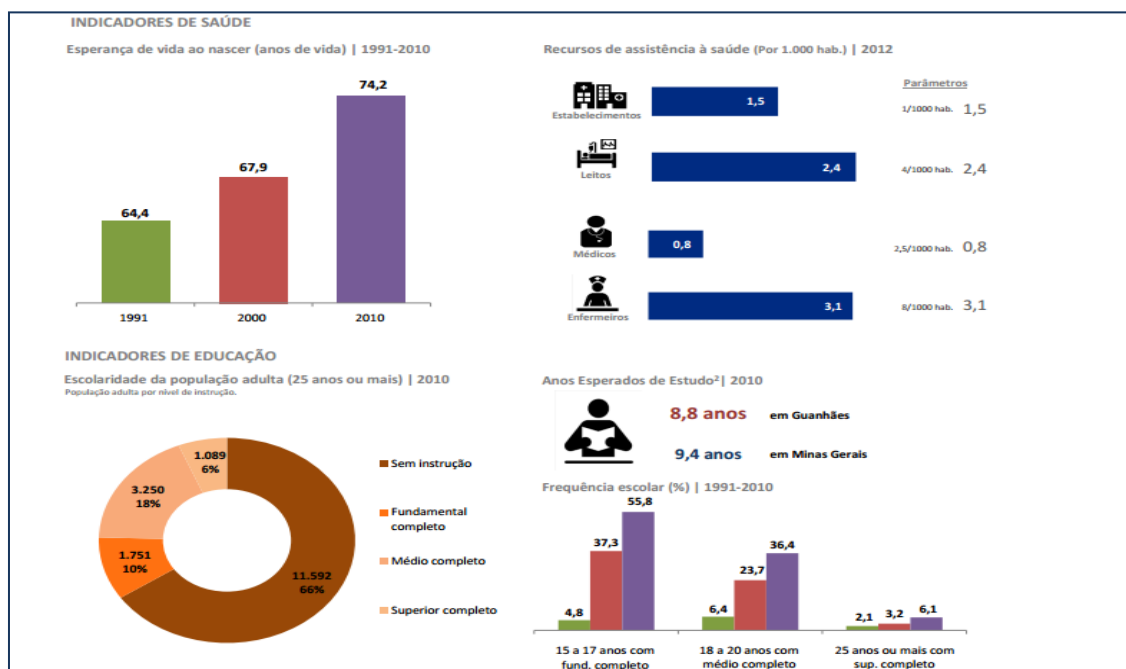 INDICADORES DE SAÚDE
Esperança de vida ao nascer (anos de vida) | 1991-2010
74,2
67,9
64,4
1991
2000
2010
Recursos de assistência à saúde (Por 1.000 hab.) | 2012
Parâmetros
Estabelecimentos
1,5
1/1000 hab. 1,5
Leitos
2,4
4/1000 hab. 2,4
Médicos
0,8
2,5/1000 hab. 0,8
Enfermeiros
3,1
8/1000 hab. 3,1
INDICADORES DE EDUCAÇÃO
Escolaridade da população adulta (25 anos ou mais) | 2010
População adulta por nível de instrução.
1.089
6%
3.250
18%
1.751
10%
11.592
66%
Sem instrução
Fundamental
completo
Médio completo
Superior completo
Anos Esperados de Estudo²| 2010
8,8 anos em Guanhães
9,4 anos em Minas Gerais
Frequência escolar (%) | 1991-2010
4,8
37,3
55,8
6,4
23,7
36,4
2,1
3,2
6,1
15 a 17 anos com
fund. completo
18 a 20 anos com
médio completo
25 anos ou mais com
sup. completo